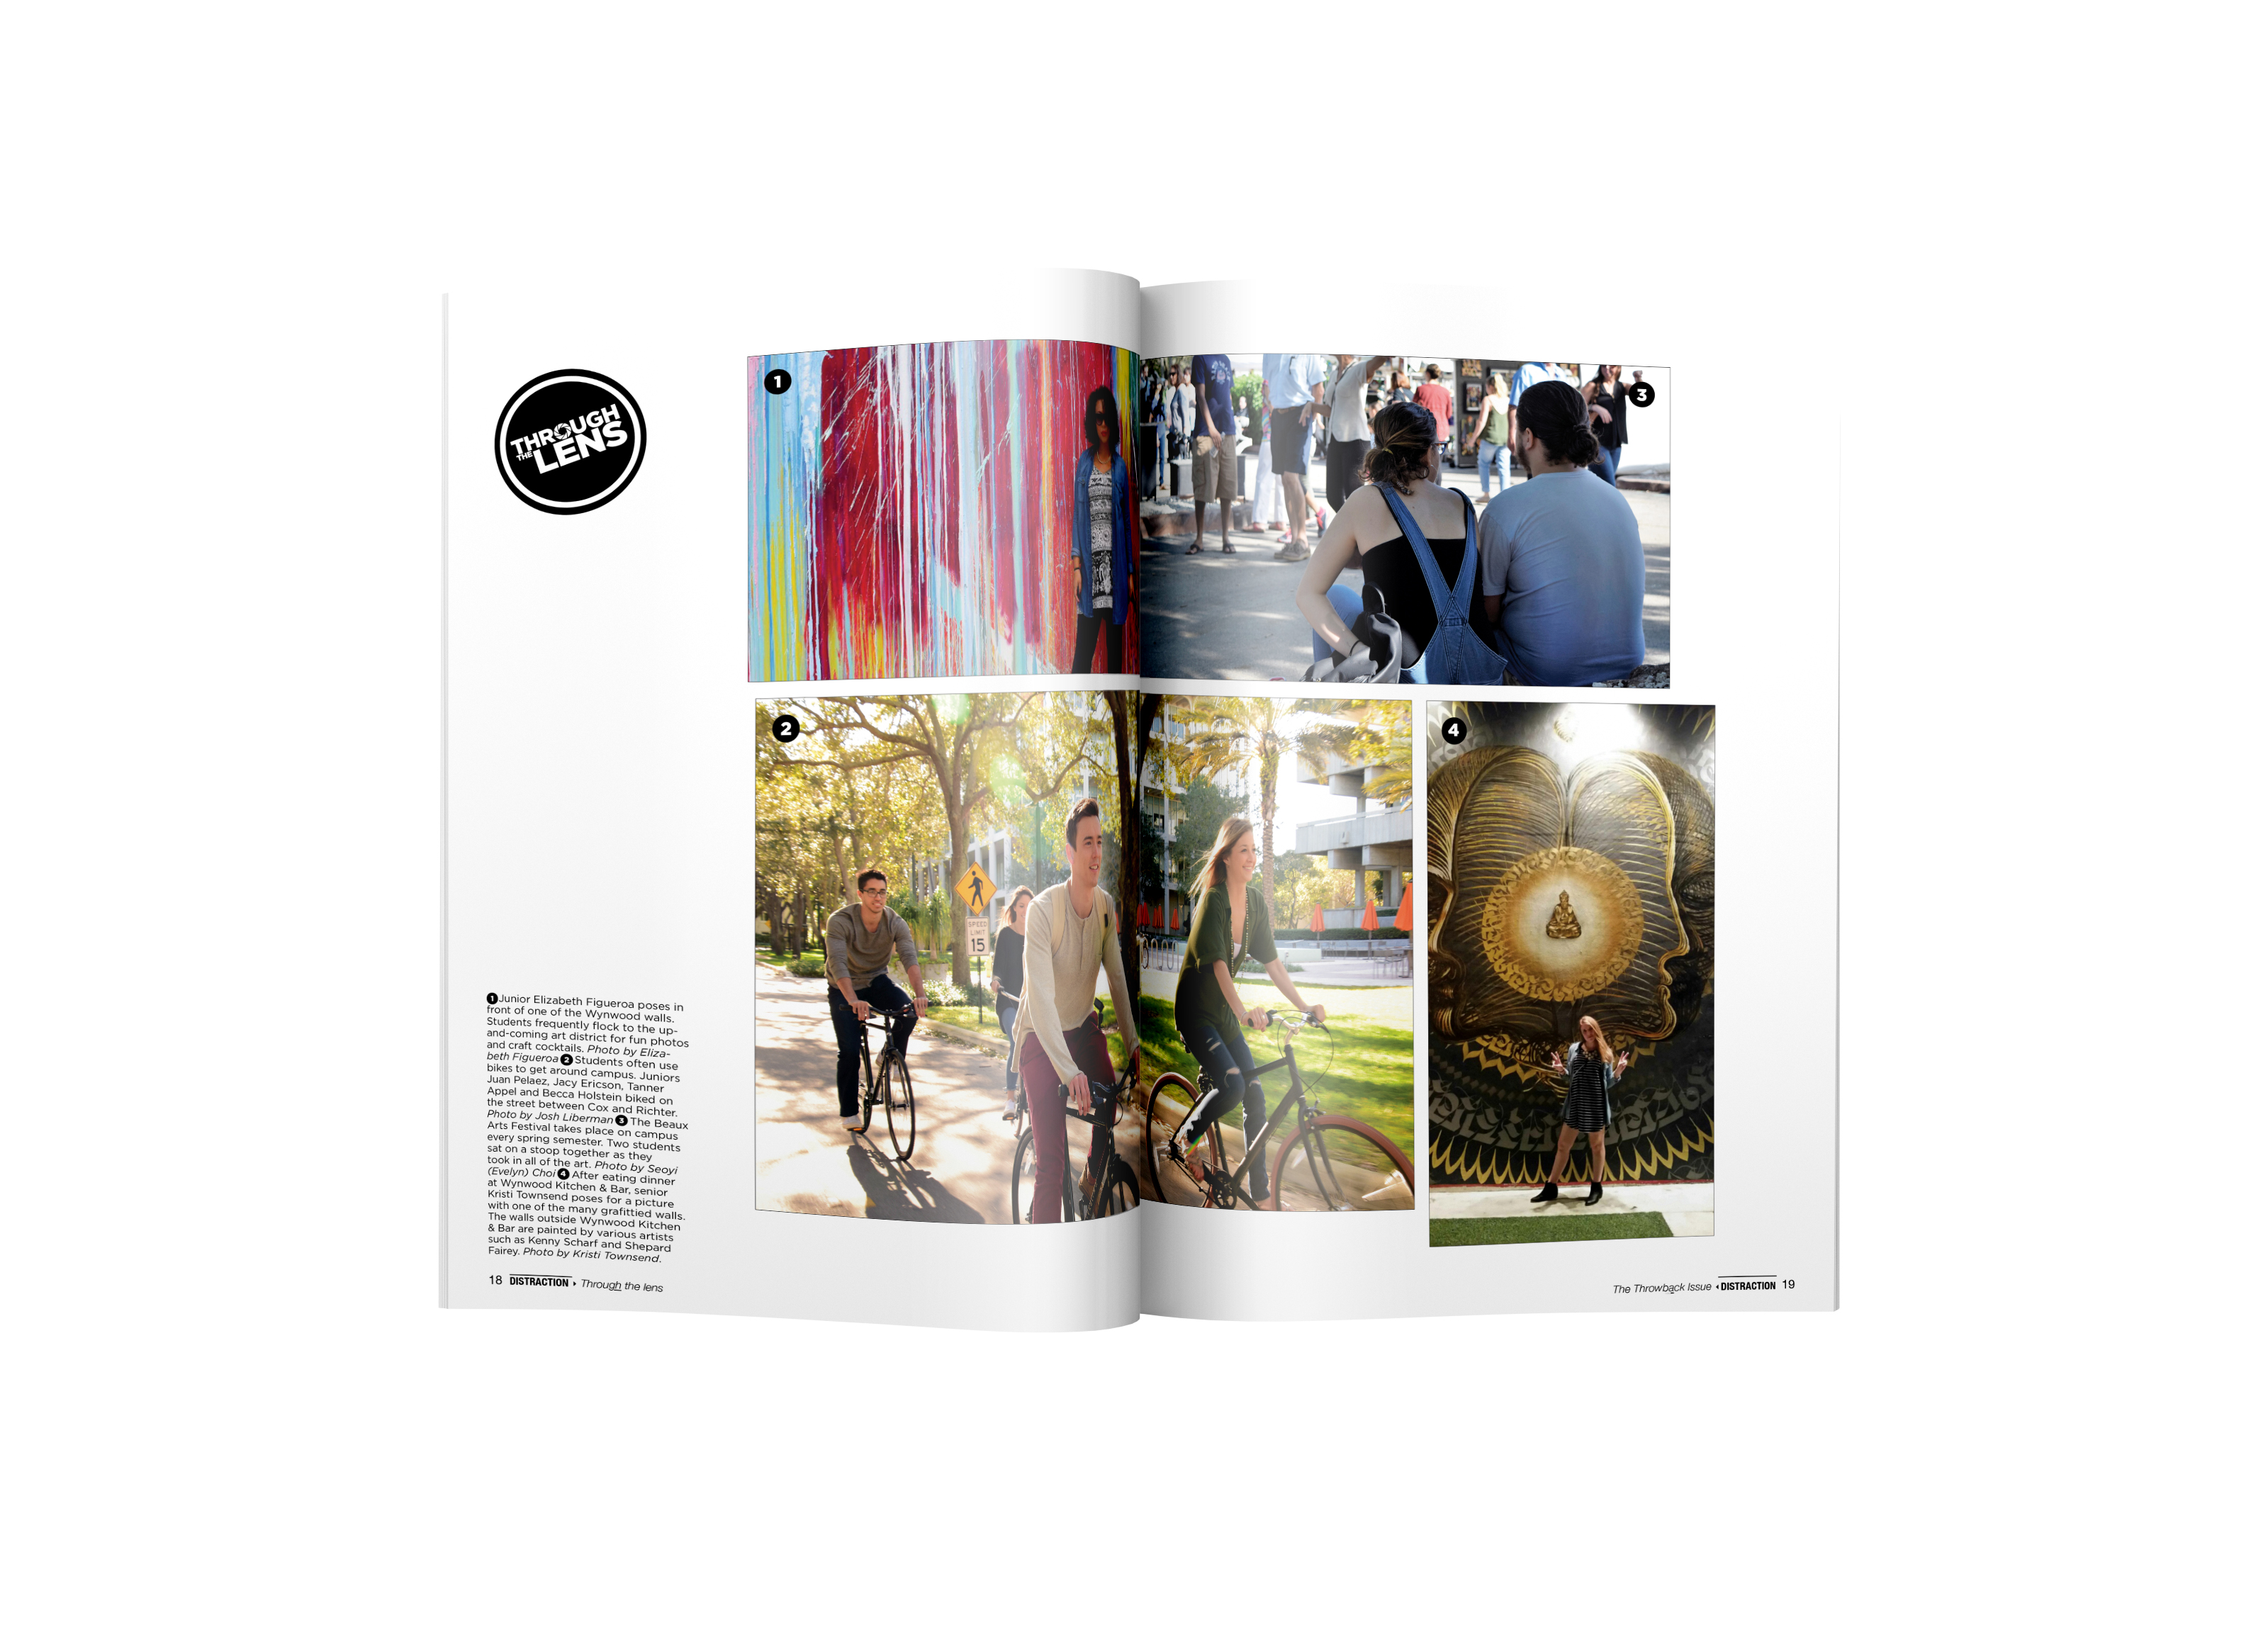 THROUGH
THE LENS
1
3
2
SPEED
LIMIT
15
4
1 Junior Elizabeth Figueroa poses in
front of one of the Wynwood walls.
Students frequently flock to the up-
and-coming art district for fun photos
and craft cocktails. Photo by Eliza-
beth Figueroa 2 Students often use
bikes to get around campus. Juniors
Juan Pelaez, Jacy Ericson, Tanner
Appel and Becca Holstein biked on
the street between Cox and Richter.
Photo by Josh Liberman 3 The Beaux
Arts Festival takes place on campus
every spring semester. Two students
sat on a stoop together as they
took in all of the art. Photo by Seoyi
(Evelyn) Choi 4 After eating dinner
at Wynwood Kitchen & Bar, senior
Kristi Townsend poses for a picture
with one of the many grafittied walls.
The walls outside Wynwood Kitchen
& Bar are painted by various artists
such as Kenny Scharf and Shepard
Fairey. Photo by Kristi Townsend.
18 DISTRACTION Through the lens
The Throwback Issue DISTRACTION 19